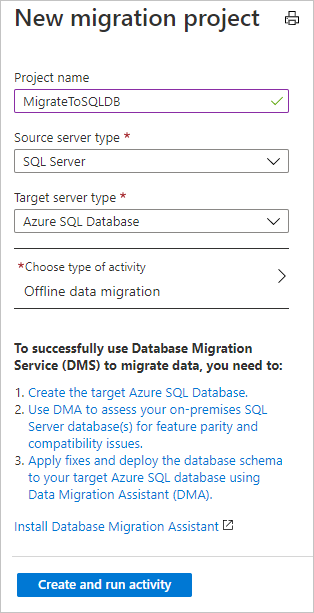 New migration project
Project name
MigrateToSQLDB
Source server type *
SQL Server
Target server type *
Azure SQL Database
*Choose type of activity
Offline data migration
To successfully use Database Migration
Service (DMS) to migrate data, you need to:
1. Create the target Azure SQL Database.
2. Use DMA to assess your on-premises SQL
Server database(s) for feature parity and
compatibility issues.
3. Apply fixes and deploy the database schema
to your target Azure SQL database using
Data Migration Assistant (DMA).
Install Database Migration Assistant
Create and run activity